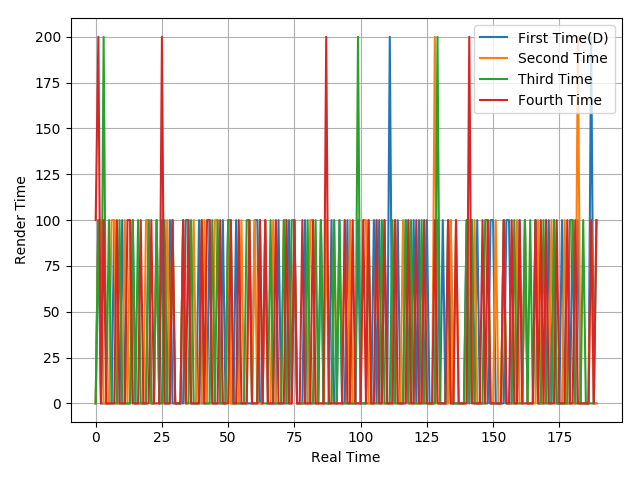 200
175
150
125
100
75
50
25
0
Render Time
0 25 50 75 100 125 150 175
Real Time
First Time(D)
Second Time
Third Time
Fourth Time